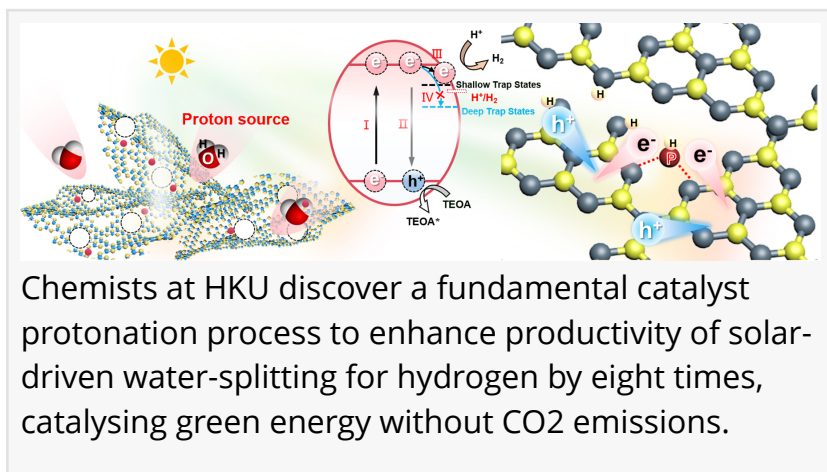 Proton source
H H
O
I
II
III
IV
e
e
e
e
h+
H+
H2
Shallow Trap States
H+/H2
Deep Trap States
TEOA
TEOA*
H
H
H
H
h+
e-
P
e-
h+
Chemists at HKU discover a fundamental catalyst
protonation process to enhance productivity of solar-
driven water-splitting for hydrogen by eight times,
catalysing green energy without CO2 emissions.